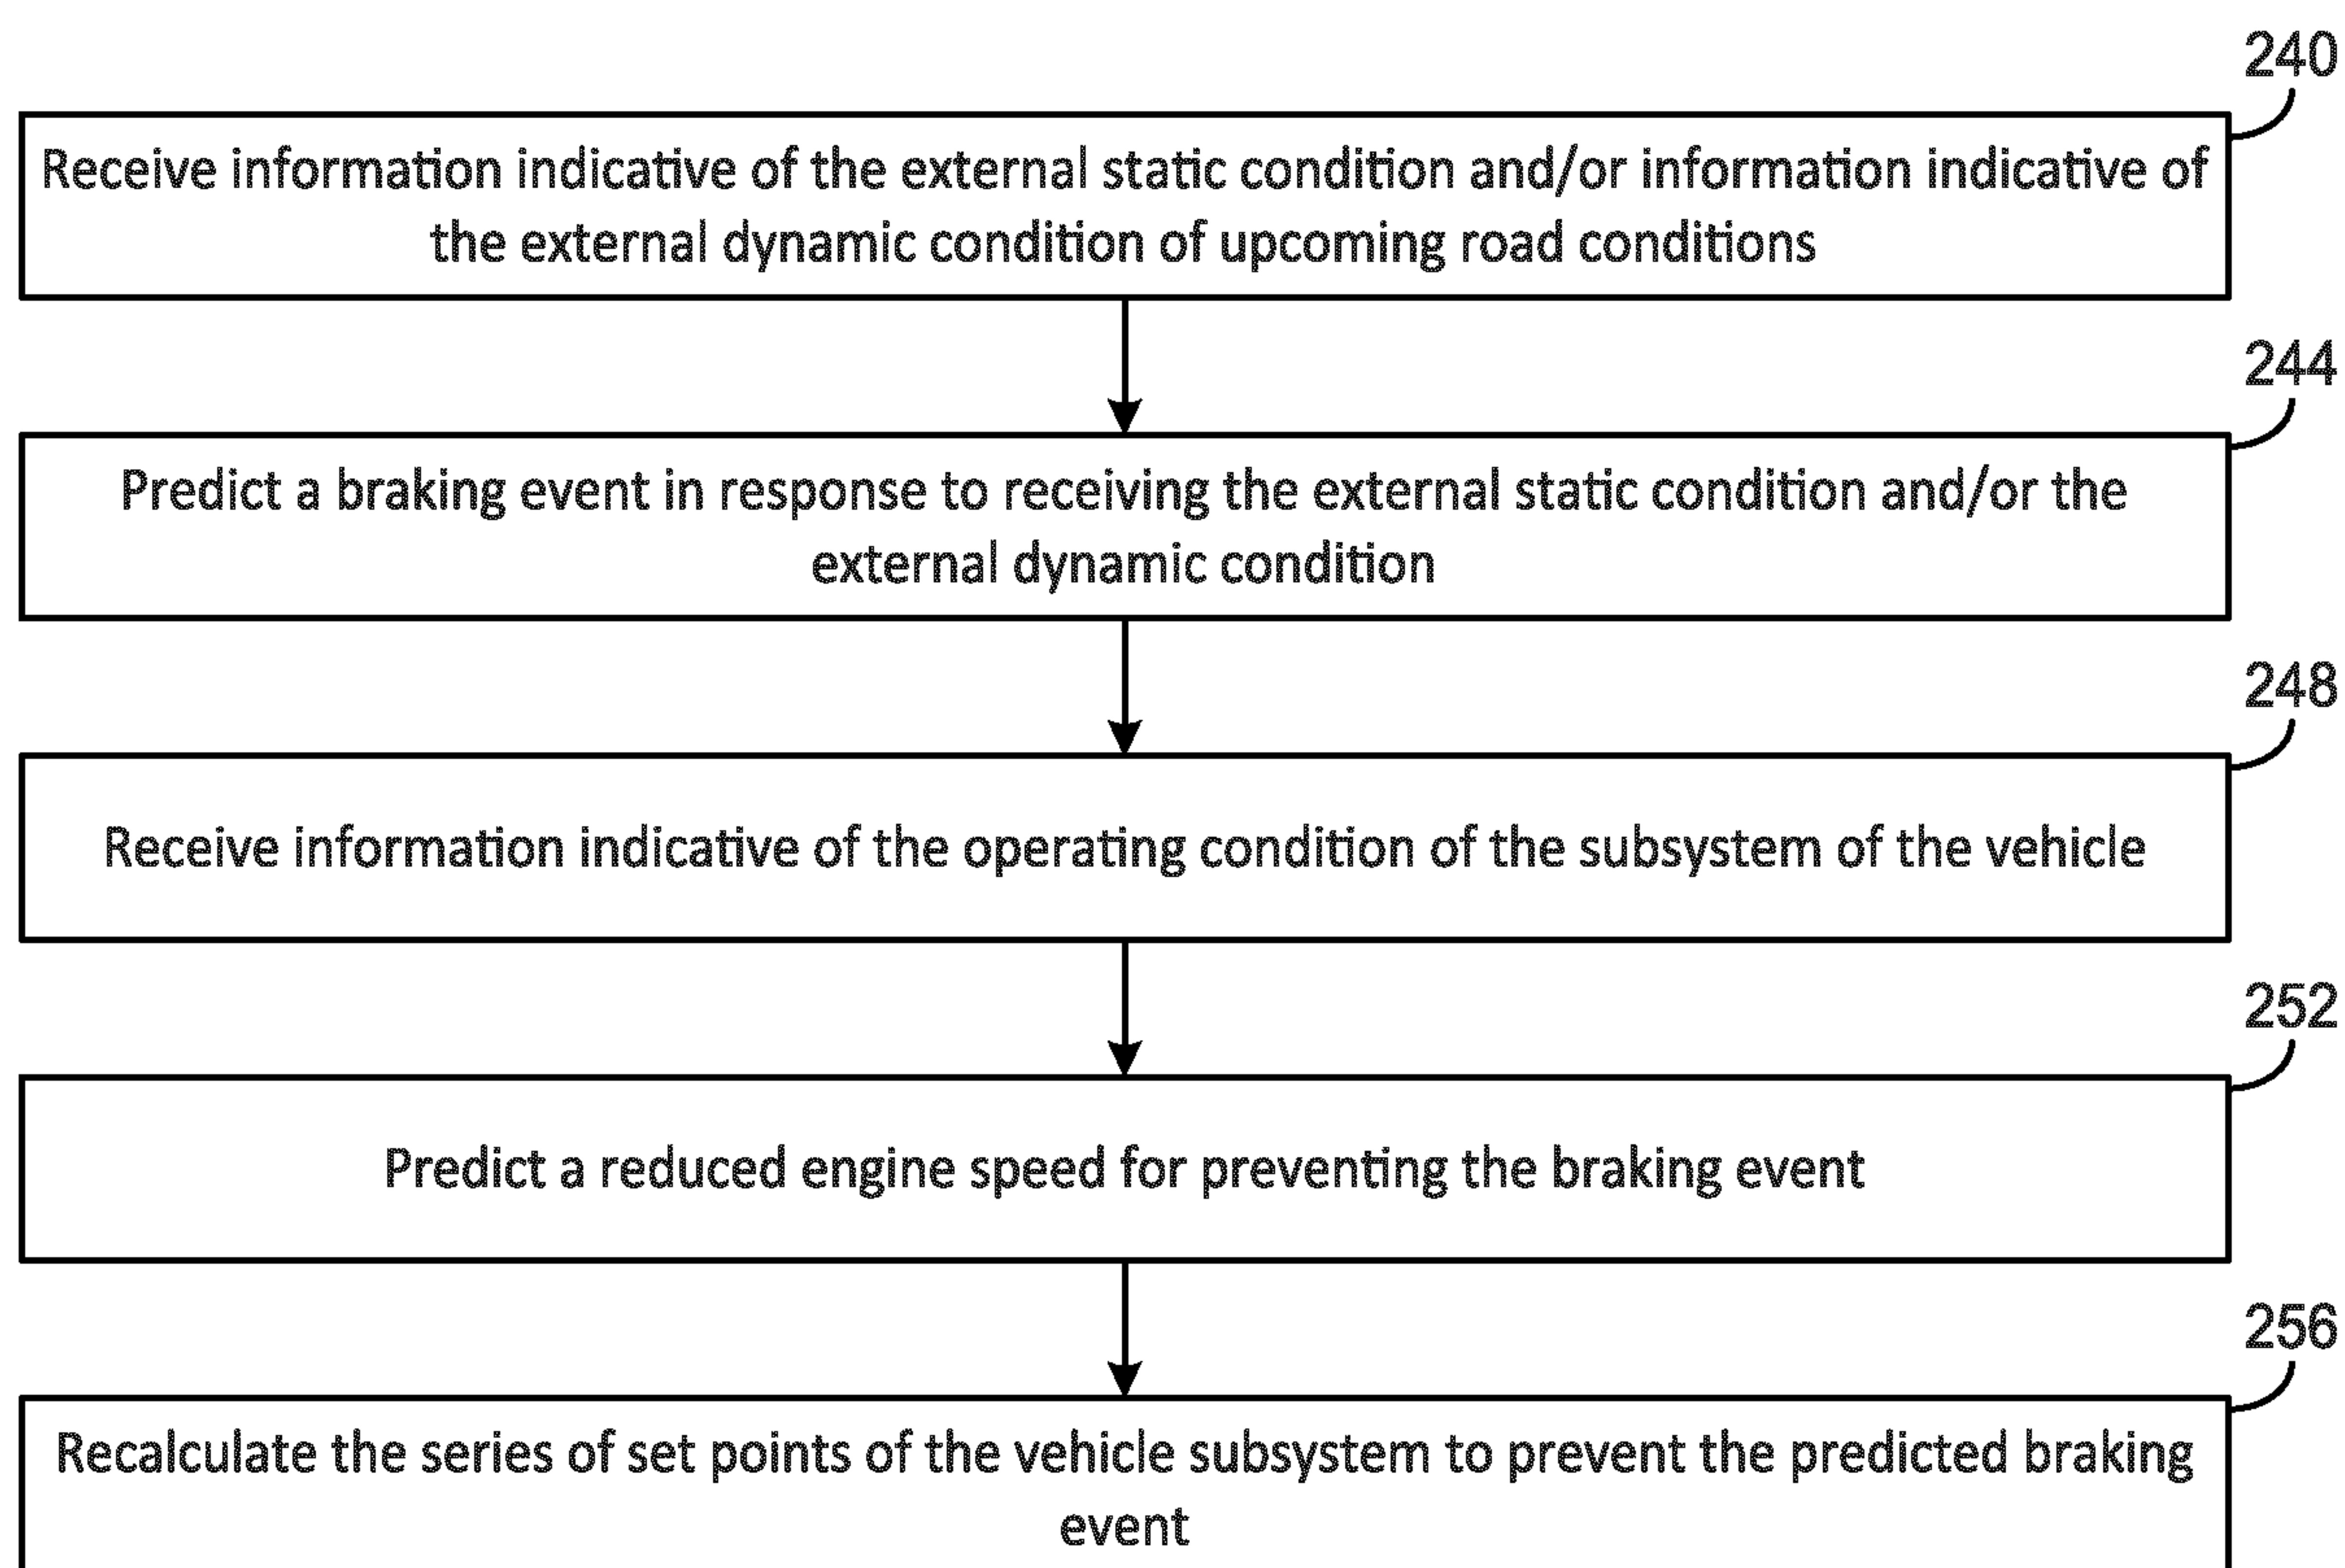 240
Receive information indicative of the external static condition and/or information indicative of
the external dynamic condition of upcoming road conditions
244
Predict a braking event in response to receiving the external static condition and/or the
external dynamic condition
248
Receive information indicative of the operating condition of the subsystem of the vehicle
252
Predict a reduced engine speed for preventing the braking event
256
Recalculate the series of set points of the vehicle subsystem to prevent the predicted braking
event